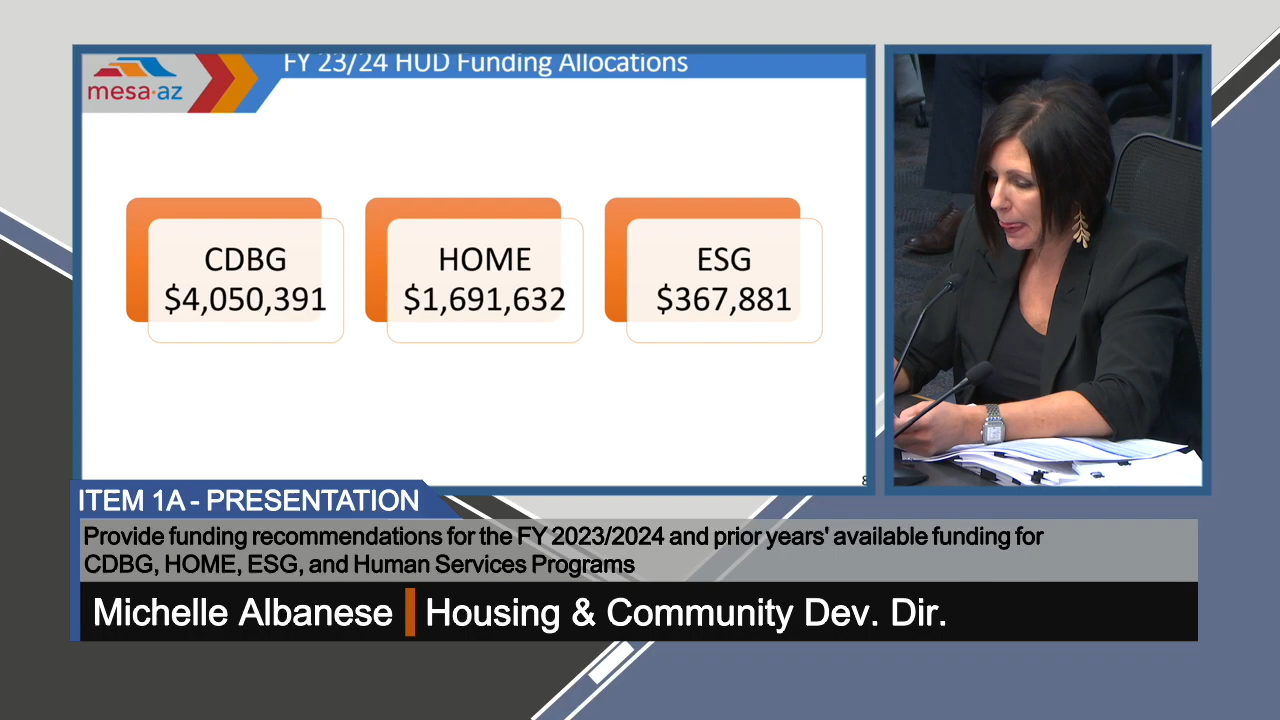 FY 23/24 HUD Funding Allocations
mesa·az
CDBG
$4,050,391
HOME
$1,691,632
ESG
$367,881
8
ITEM 1A - PRESENTATION
Provide funding recommendations for the FY 2023/2024 and prior years' available funding for
CDBG, HOME, ESG, and Human Services Programs
Michelle Albanese
Housing & Community Dev. Dir.